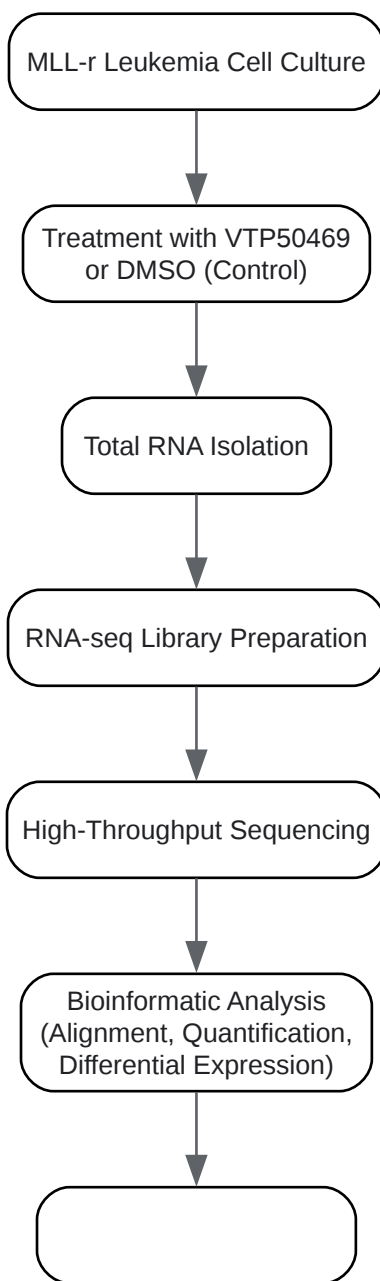 MLL-r Leukemia Cell Culture
Treatment with VTP50469
or DMSO (Control)
Total RNA Isolation
RNA-seq Library Preparation
High-Throughput Sequencing
Bioinformatic Analysis
(Alignment, Quantification,
Differential Expression)